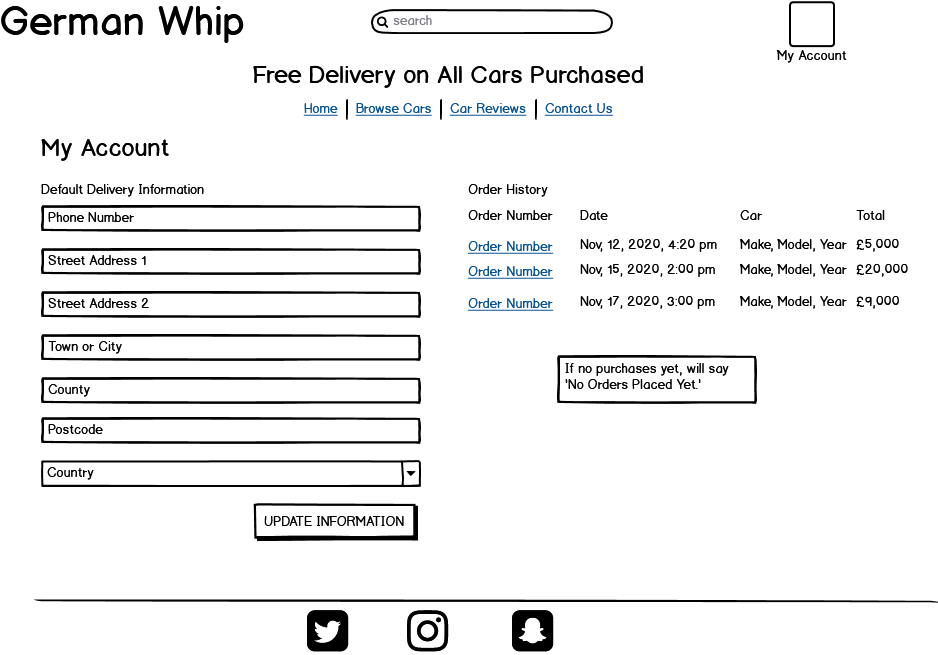 German Whip
search
My Account
Free Delivery on All Cars Purchased
Home | Browse Cars | Car Reviews | Contact Us
My Account
Default Delivery Information
Phone Number
Street Address 1
Street Address 2
Town or City
County
Postcode
Country
UPDATE INFORMATION
Order History
Order Number Date Car Total
Order Number Nov, 12, 2020, 4:20 pm Make, Model, Year £5,000
Order Number Nov, 15, 2020, 2:00 pm Make, Model, Year £20,000
Order Number Nov, 17, 2020, 3:00 pm Make, Model, Year £9,000
If no purchases yet, will say
'No Orders Placed Yet.'